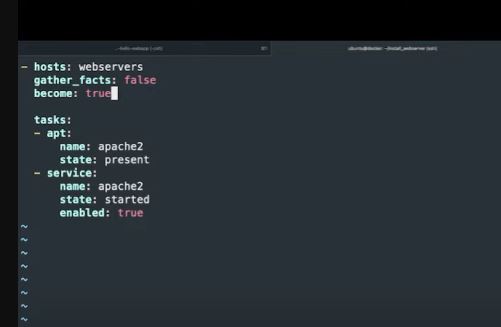 ..-hello-webapp (-zsh)
ubuntu@docker: ~/install_webserver (ssh)
- hosts: webservers
  gather_facts: false
  become: true

  tasks:
  - apt:
      name: apache2
      state: present
  - service:
      name: apache2
      state: started
      enabled: true
~
~
~
~
~
~
~
~